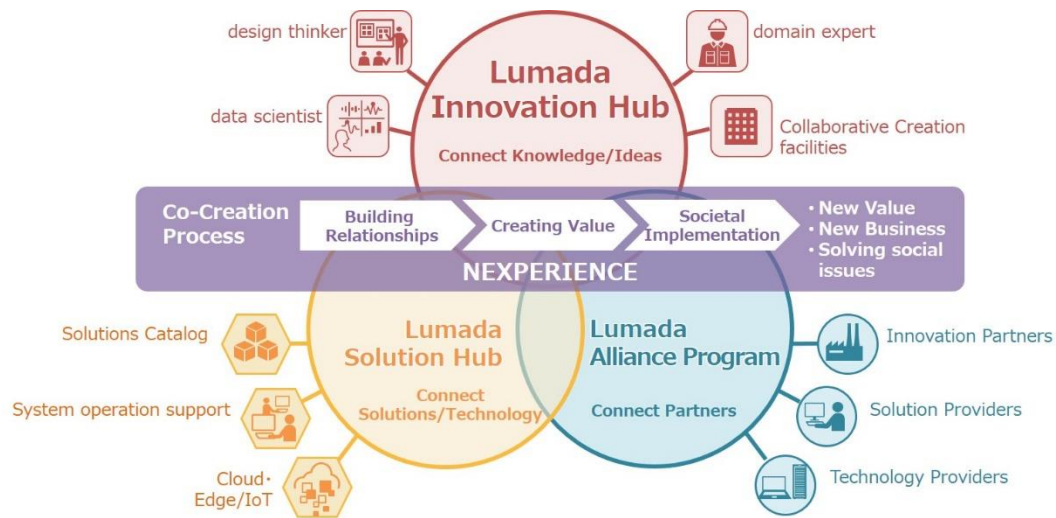 design thinker
domain expert
Lumada
Innovation Hub
data scientist
Collaborative Creation
facilities
Connect Knowledge/Ideas
Co-Creation
Process
Building
Relationships
Creating Value
Societal
Implementation
• New Value
• New Business
• Solving social
issues
NEXPERIENCE
Solutions Catalog
Lumada
Solution Hub
Lumada
Alliance Program
Innovation Partners
System operation support
Connect
Solutions/Technology
Connect Partners
Solution Providers
Cloud・
Edge/IoT
Technology Providers